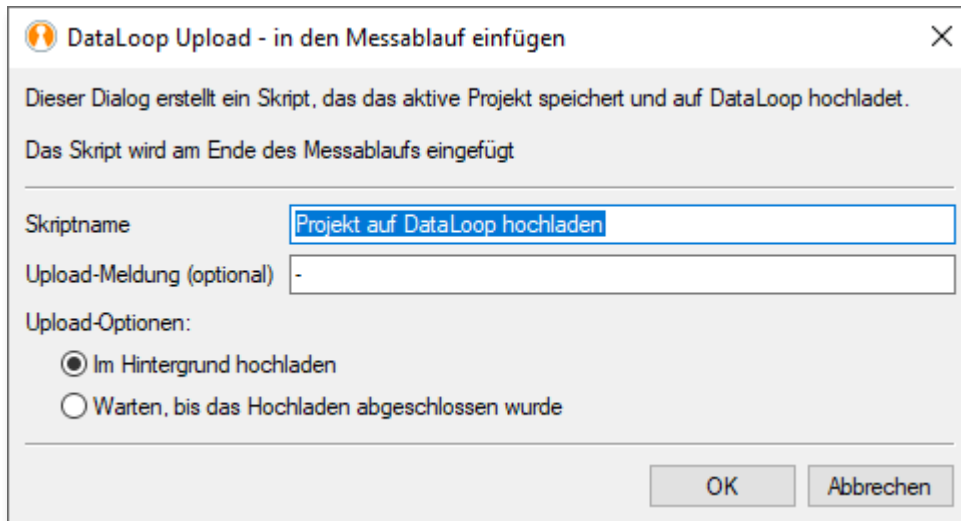 DataLoop Upload - in den Messablauf einfügen
Dieser Dialog erstellt ein Skript, das das aktive Projekt speichert und auf DataLoop hochladet.
Das Skript wird am Ende des Messablaufs eingefügt
Skriptname Projekt auf DataLoop hochladen
Upload-Meldung (optional) -
Upload-Optionen:
Im Hintergrund hochladen
Warten, bis das Hochladen abgeschlossen wurde
OK Abbrechen